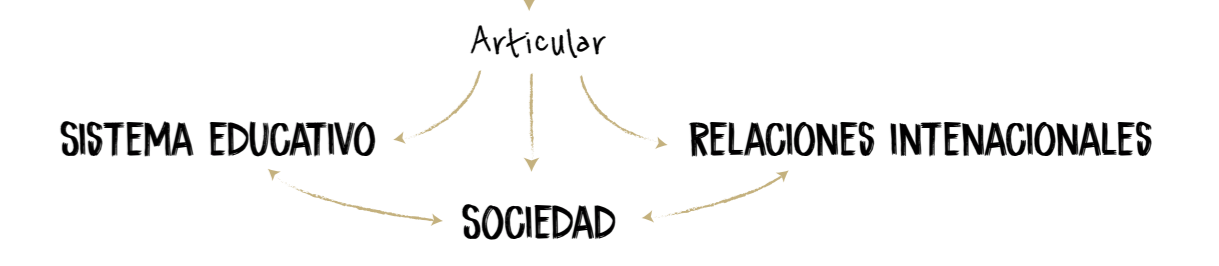 Articular
SISTEMA EDUCATIVO
RELACIONES INTENACIONALES
SOCIEDAD